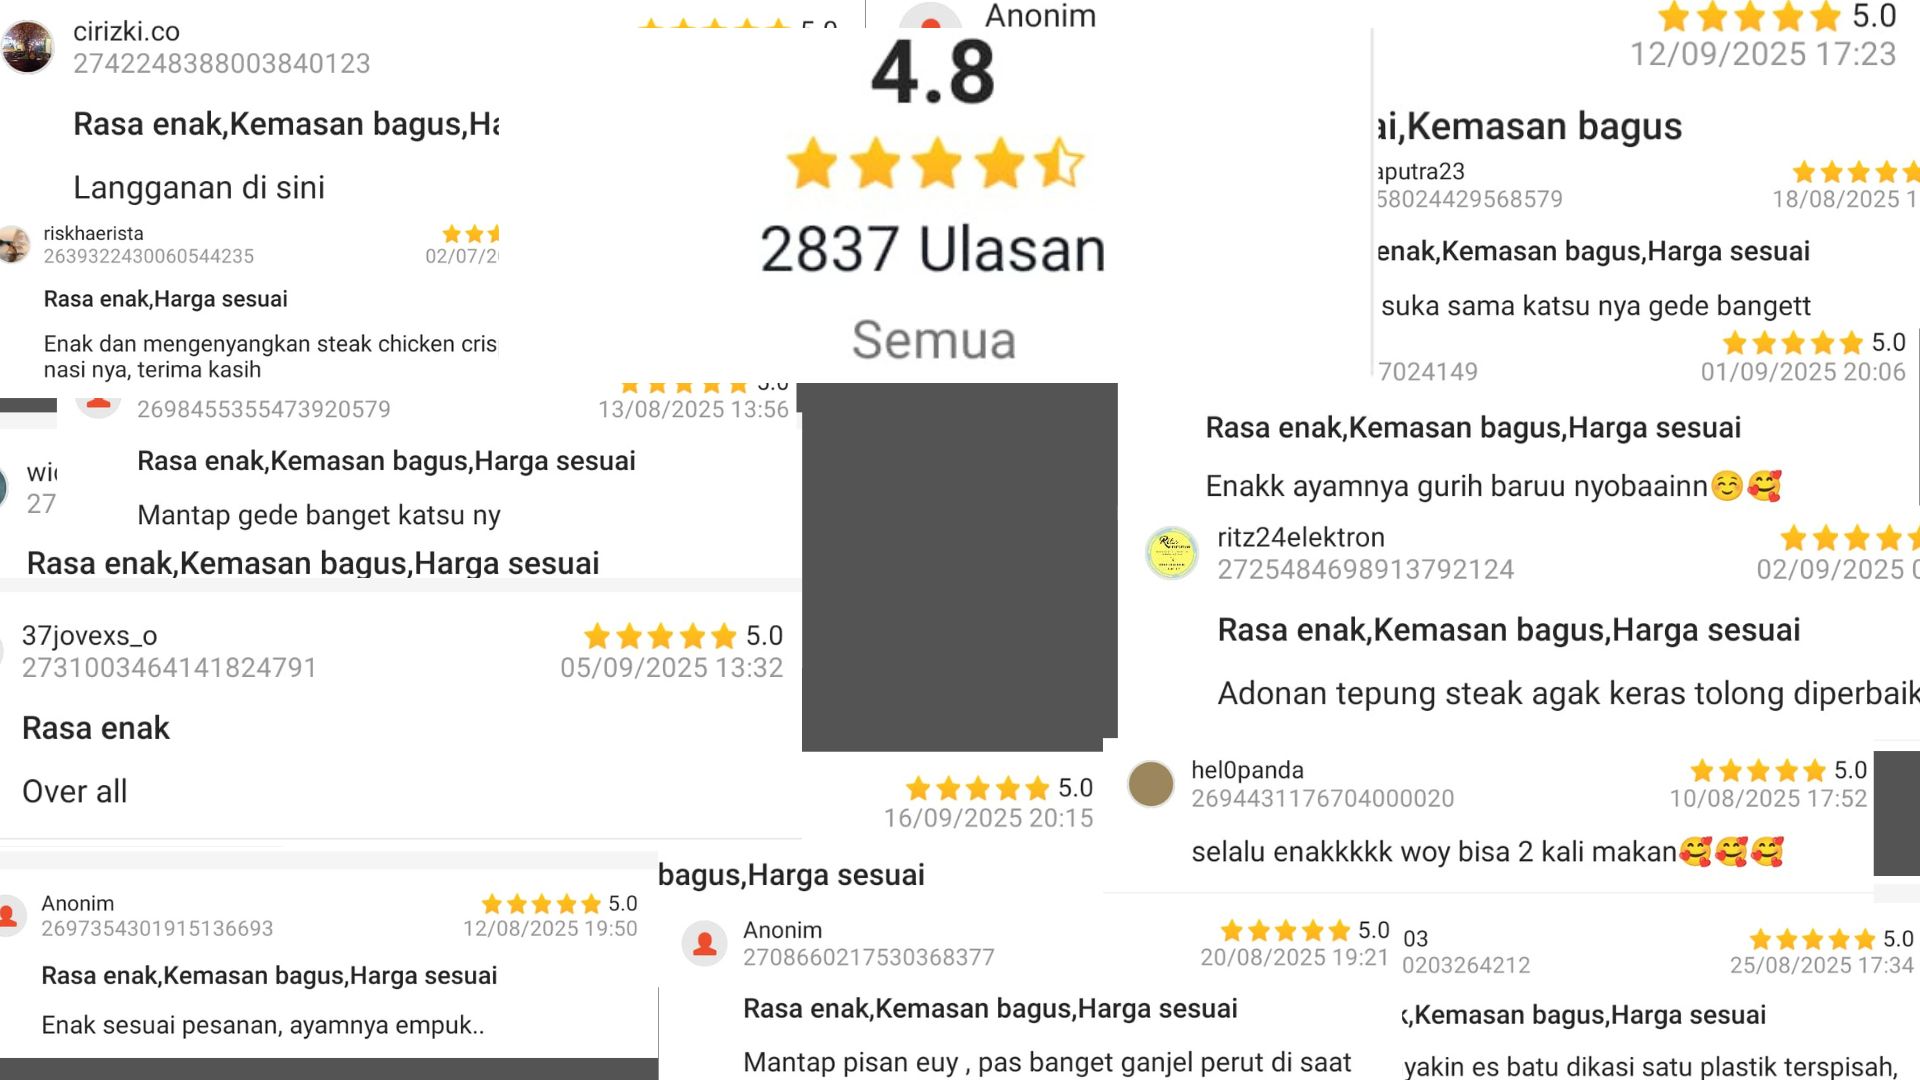 cirizki.co
2742248388003840123
Rasa enak,Kemasan bagus,Ha
Langganan di sini
riskhaerista
2639322430060544235
02/07/2
Rasa enak,Harga sesuai
Enak dan mengenyangkan steak chicken cris
nasi nya, terima kasih
Anonim
4.8
2837 Ulasan
Semua
5.0
12/09/2025 17:23
ai,Kemasan bagus
aputra23
58024429568579
18/08/2025 1
enak,Kemasan bagus,Harga sesuai
suka sama katsu nya gede bangett
5.0
7024149
01/09/2025 20:06
Rasa enak,Kemasan bagus,Harga sesuai
Enakk ayamnya gurih baruu nyobaainn☺️🥰
2698455355473920579
13/08/2025 13:56
Rasa enak,Kemasan bagus,Harga sesuai
Mantap gede banget katsu ny
wi
27
Rasa enak,Kemasan bagus,Harga sesuai
37jovexs_o
5.0
2731003464141824791
05/09/2025 13:32
Rasa enak
Over all
ritz24elektron
2725484698913792124
02/09/2025
Rasa enak,Kemasan bagus,Harga sesuai
Adonan tepung steak agak keras tolong diperbaik
5.0
16/09/2025 20:15
bagus,Harga sesuai
hel0panda
5.0
2694431176704000020
10/08/2025 17:52
selalu enakkkkk woy bisa 2 kali makan🥰🥰🥰
Anonim
5.0
2697354301915136693
12/08/2025 19:50
Rasa enak,Kemasan bagus,Harga sesuai
Enak sesuai pesanan, ayamnya empuk..
Anonim
5.0
2708660217530368377
20/08/2025 19:21
Rasa enak,Kemasan bagus,Harga sesuai
Mantap pisan euy , pas banget ganjel perut di saat
03
5.0
0203264212
25/08/2025 17:34
,Kemasan bagus,Harga sesuai
yakin es batu dikasi satu plastik terspisah,